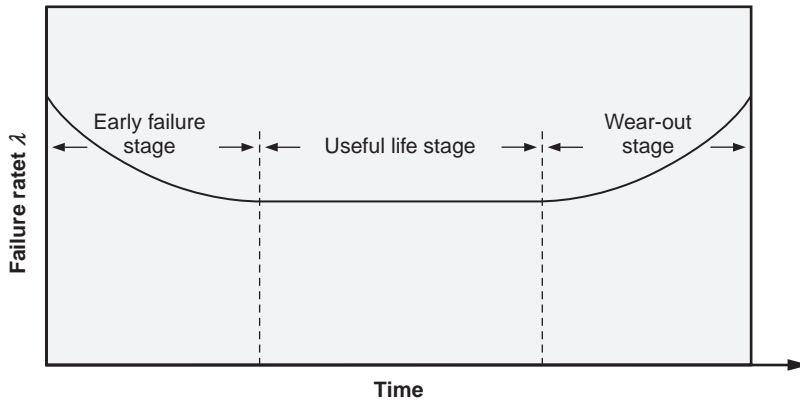 Early failure
stage
Useful life stage
Wear-out
stage
Failure ratet λ
Time